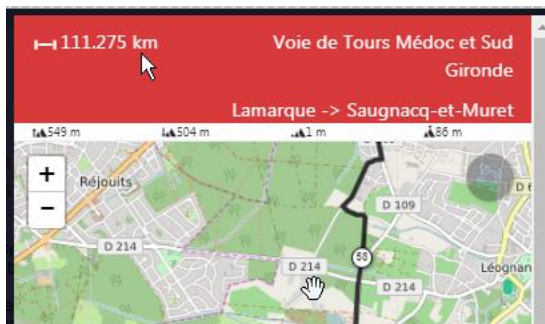 111.275 km
Voie de Tours Médoc et Sud
Gironde
Lamarque -> Saugnacq-et-Muret
549 m 504 m 1 m 86 m
+
Réjouits
−
D 109
D 214
58
D 214
Léognan
D 214